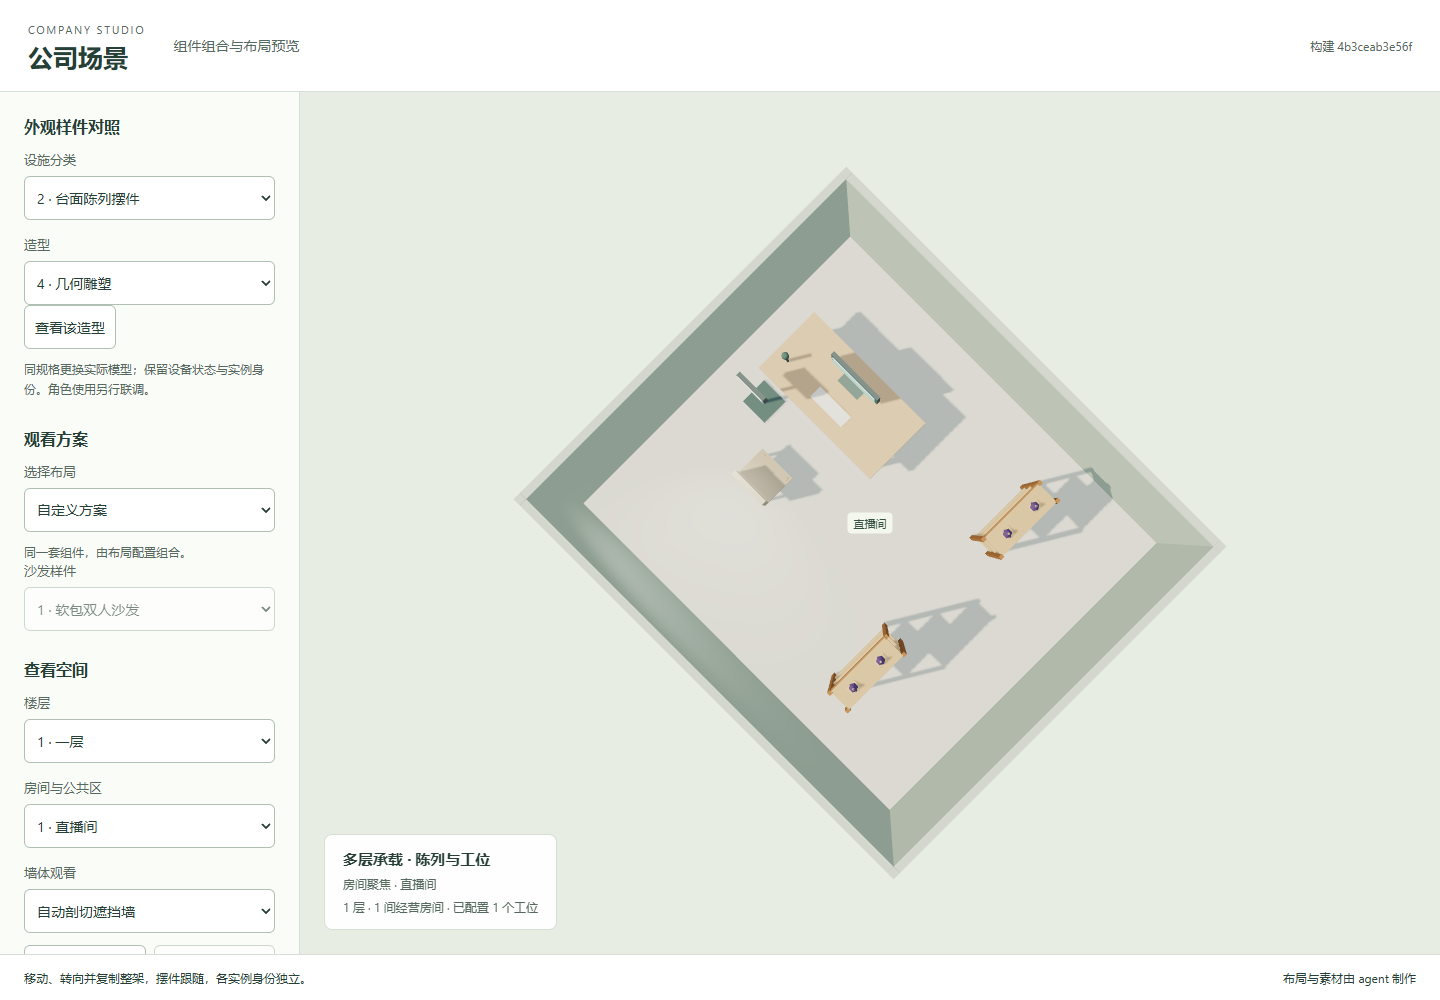 COMPANY STUDIO
公司场景
组件组合与布局预览
构建 4b3ceab3e56f
外观样件对照
设施分类
2 · 台面陈列摆件
造型
4 · 几何雕塑
查看该造型
同规格更换实际模型；保留设备状态与实例身
份。角色使用另行联调。
观看方案
选择布局
自定义方案
同一套组件，由布局配置组合。
沙发样件
1 · 软包双人沙发
查看空间
楼层
1 · 一层
房间与公共区
1 · 直播间
墙体观看
自动剖切遮挡墙
直播间
多层承载 · 陈列与工位
房间聚焦 · 直播间
1 层 · 1 间经营房间 · 已配置 1 个工位
移动、转向并复制整架，摆件跟随，各实例身份独立。
布局与素材由 agent 制作